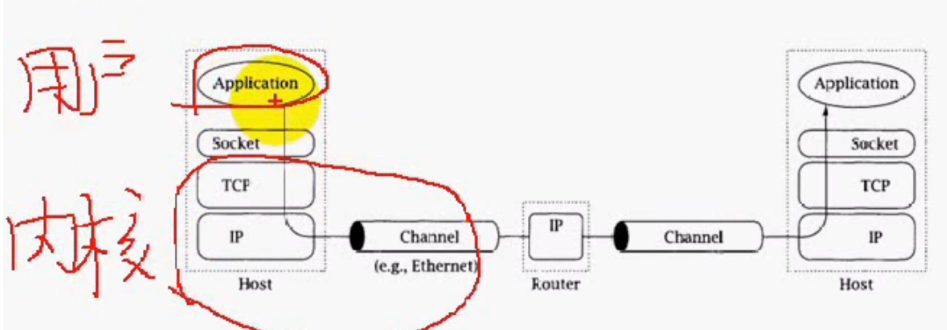 用户
Application
Socket
TCP
IP
Host
内核
Channel
(e.g., Ethernet)
IP
Router
Channel
Application
Socket
TCP
IP
Host